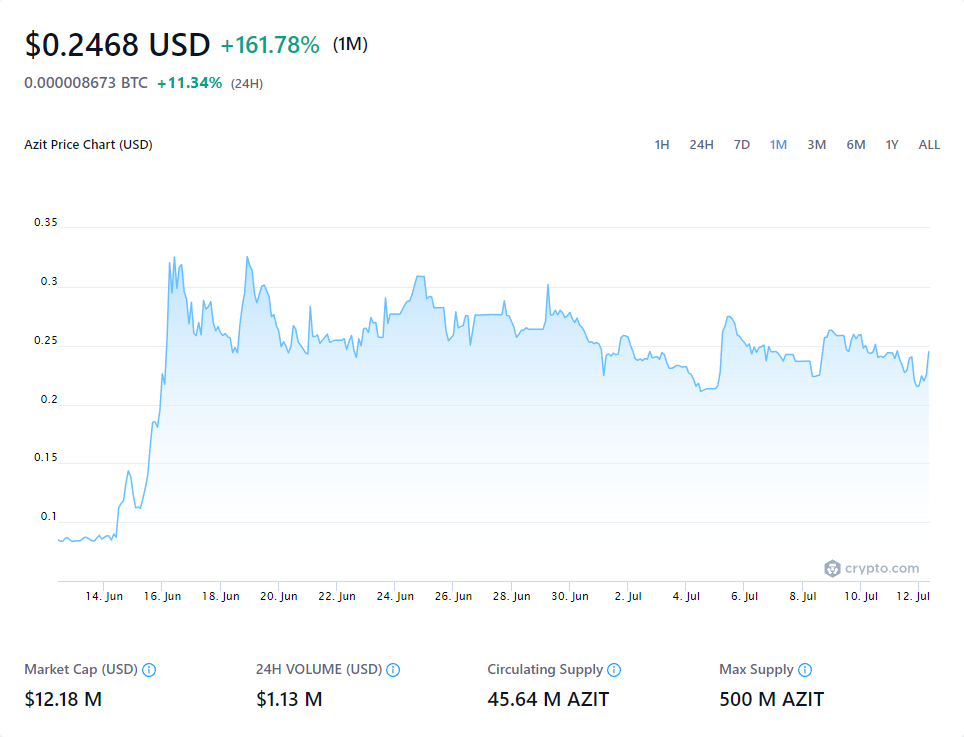 $0.2468 USD +161.78% (1M)
0.000008673 BTC +11.34% (24H)
Azit Price Chart (USD) 1H 24H 7D 1M 3M 6M 1Y ALL
0.35
0.3
0.25
0.2
0.15
0.1
crypto.com
14. Jun 16. Jun 18. Jun 20. Jun 22. Jun 24. Jun 26. Jun 28. Jun 30. Jun 2. Jul 4. Jul 6. Jul 8. Jul 10. Jul 12. Jul
Market Cap (USD) 24H VOLUME (USD) Circulating Supply Max Supply
$12.18 M $1.13 M 45.64 M AZIT 500 M AZIT